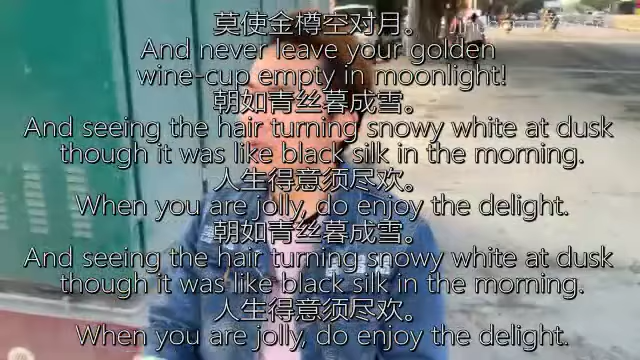 莫使金樽空对月。
And never leave your golden
wine-cup empty in moonlight!
朝如青丝暮成雪。
And seeing the hair turning snowy white at dusk
though it was like black silk in the morning.
人生得意须尽欢。
When you are jolly, do enjoy the delight.
朝如青丝暮成雪。
And seeing the hair turning snowy white at dusk
though it was like black silk in the morning.
人生得意须尽欢。
When you are jolly, do enjoy the delight.